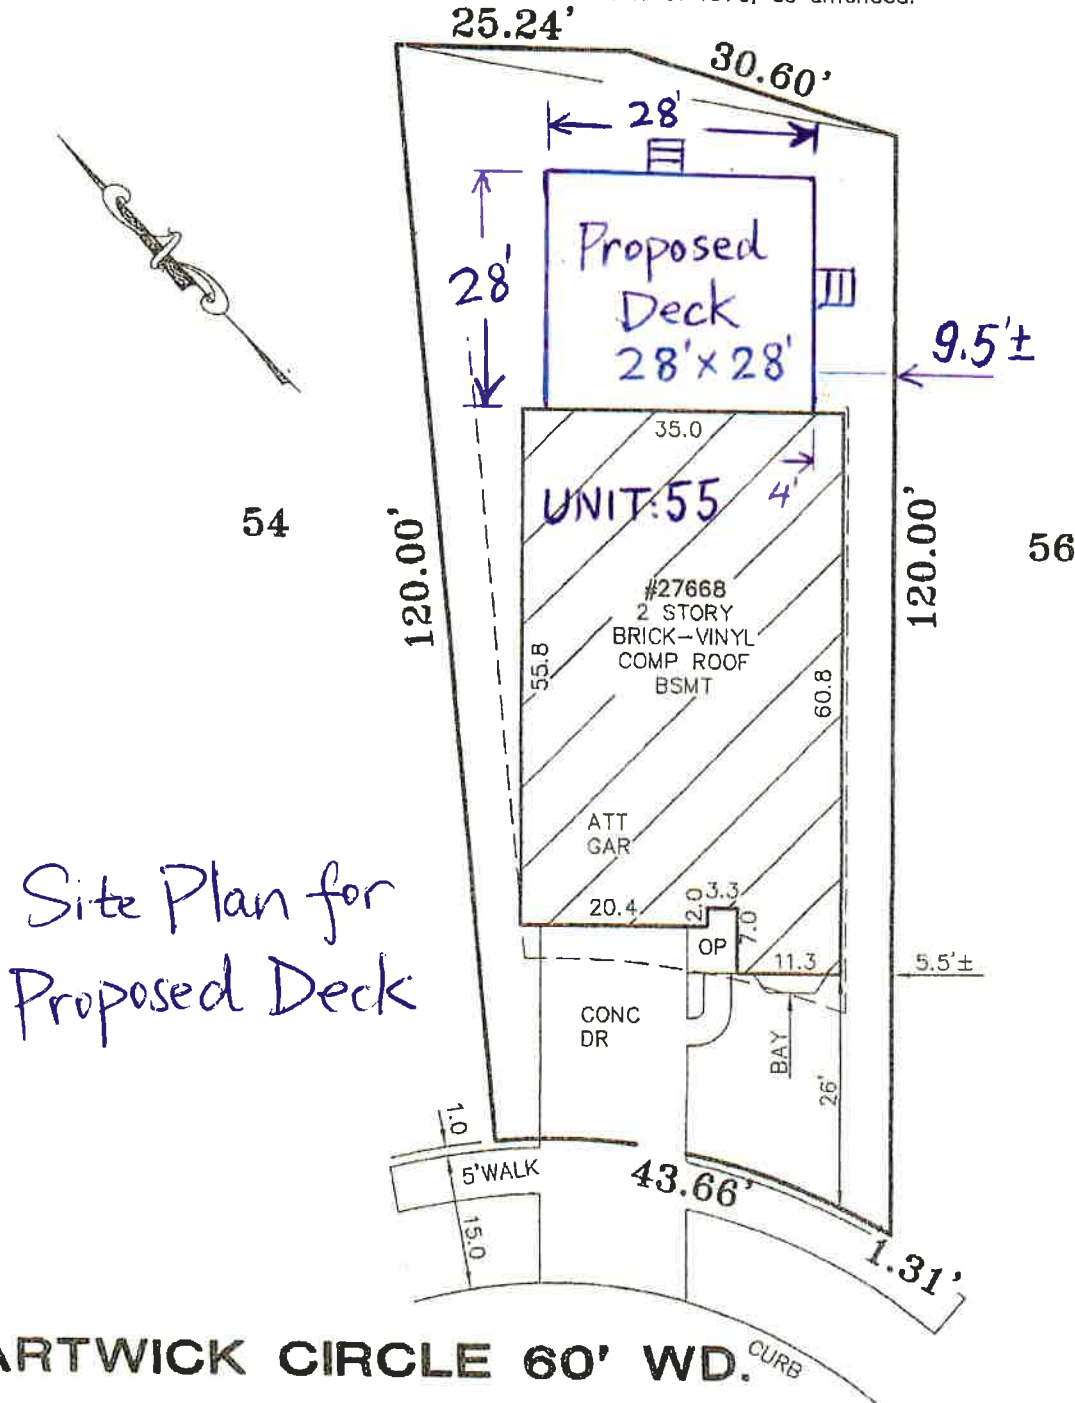 25.24'
30.60'
28'
28'
Proposed
Deck
28' x 28'
9.5'±
35.0
4'
UNIT: 55
54
56
120.00'
120.00'
#27668
2 STORY
BRICK-VINYL
COMP ROOF
BSMT
55.8
60.8
ATT
GAR
20.4
2.0
3.3
7.0
OP
11.3
5.5'±
Site Plan for
Proposed Deck
CONC
DR
BAY
26'
1.0
5'WALK
15.0
43.66'
1.31'
ARTWICK CIRCLE 60' WD.
CURB